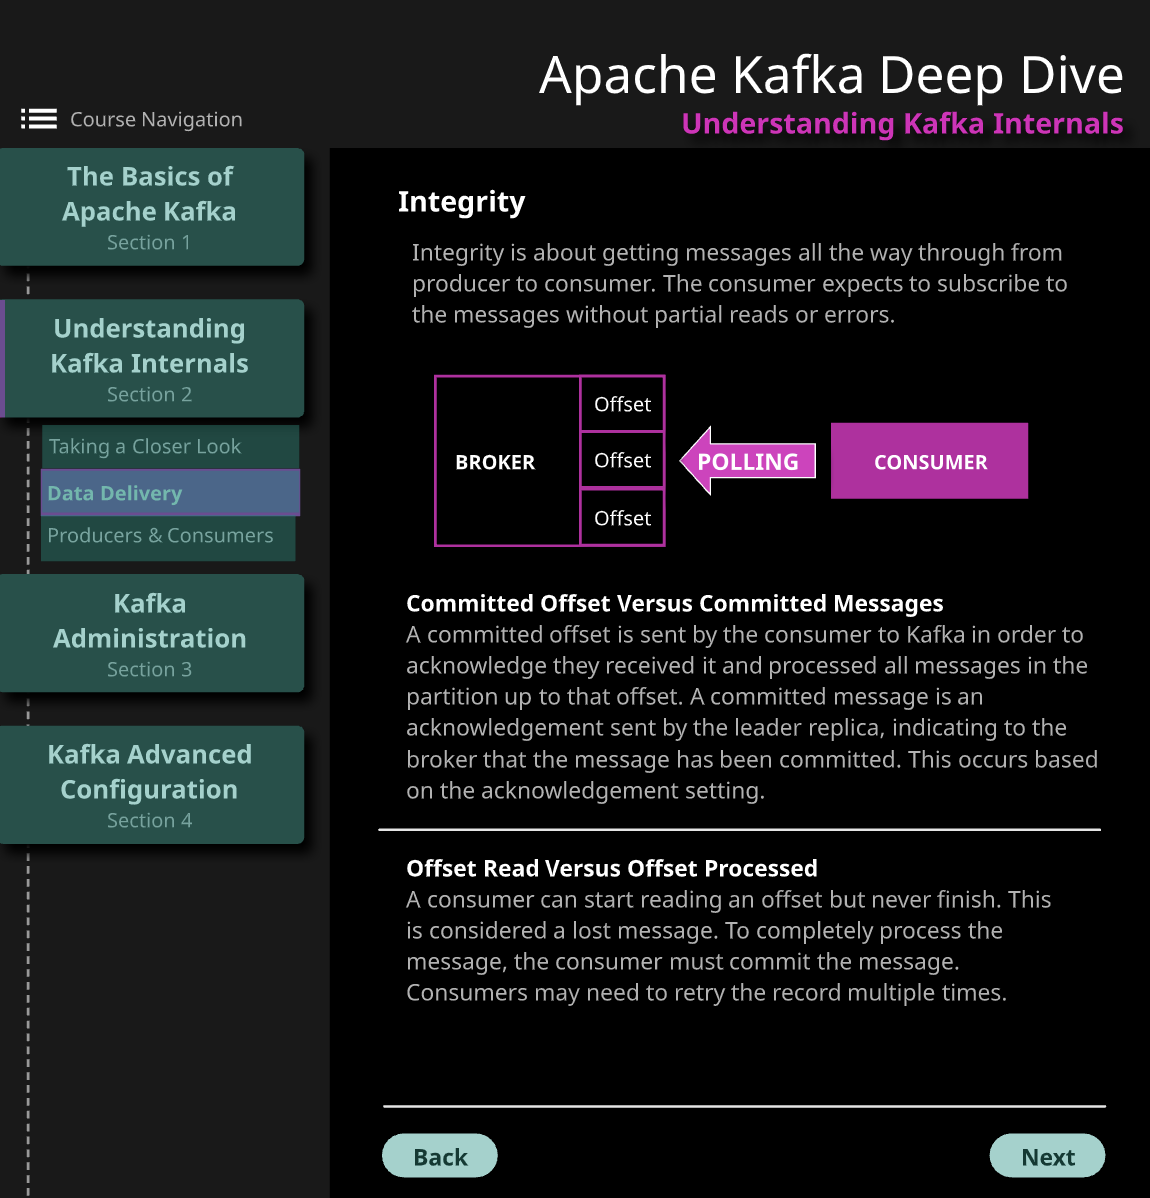 Apache Kafka Deep Dive
Understanding Kafka Internals
Course Navigation
The Basics of
Apache Kafka
Section 1
Understanding
Kafka Internals
Section 2
Taking a Closer Look
Data Delivery
Producers & Consumers
Kafka
Administration
Section 3
Kafka Advanced
Configuration
Section 4
Integrity
Integrity is about getting messages all the way through from
producer to consumer. The consumer expects to subscribe to
the messages without partial reads or errors.
Offset
BROKER
Offset
POLLING
CONSUMER
Offset
Committed Offset Versus Committed Messages
A committed offset is sent by the consumer to Kafka in order to
acknowledge they received it and processed all messages in the
partition up to that offset. A committed message is an
acknowledgement sent by the leader replica, indicating to the
broker that the message has been committed. This occurs based
on the acknowledgement setting.
Offset Read Versus Offset Processed
A consumer can start reading an offset but never finish. This
is considered a lost message. To completely process the
message, the consumer must commit the message.
Consumers may need to retry the record multiple times.
Back
Next